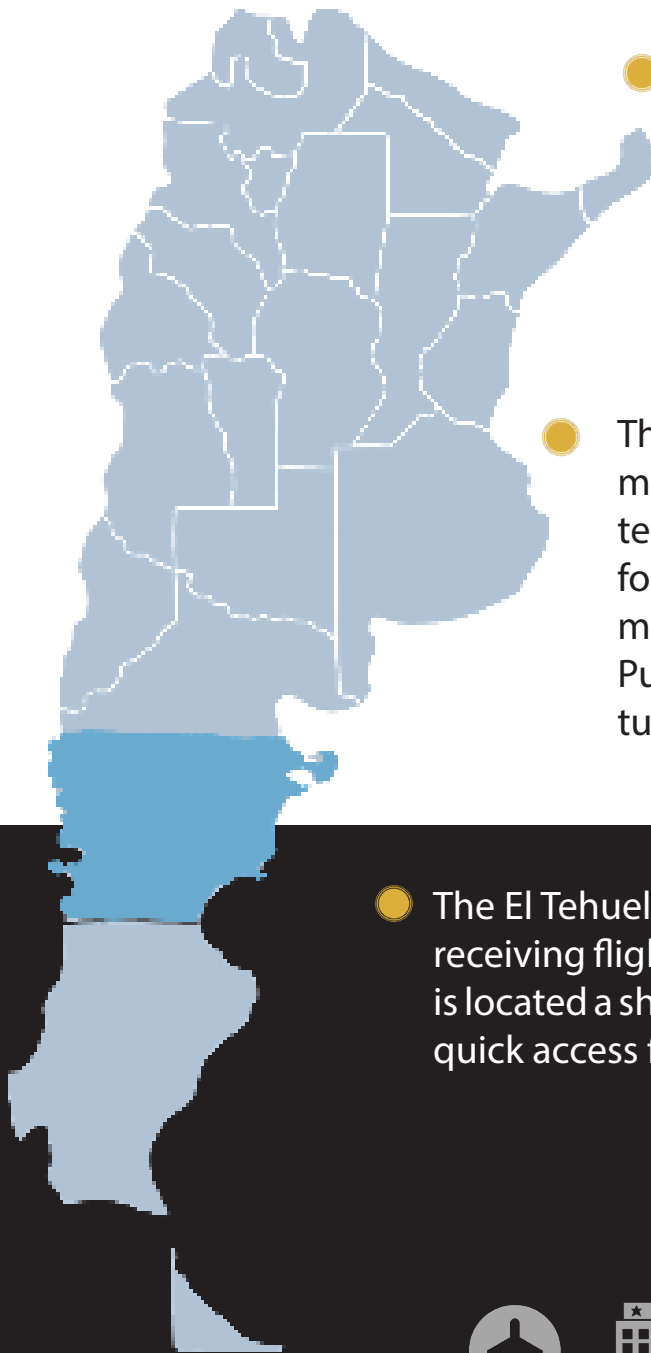 Th
m
te
fo
m
Pu
tu
The El Tehuel
receiving fligh
is located a sh
quick access f